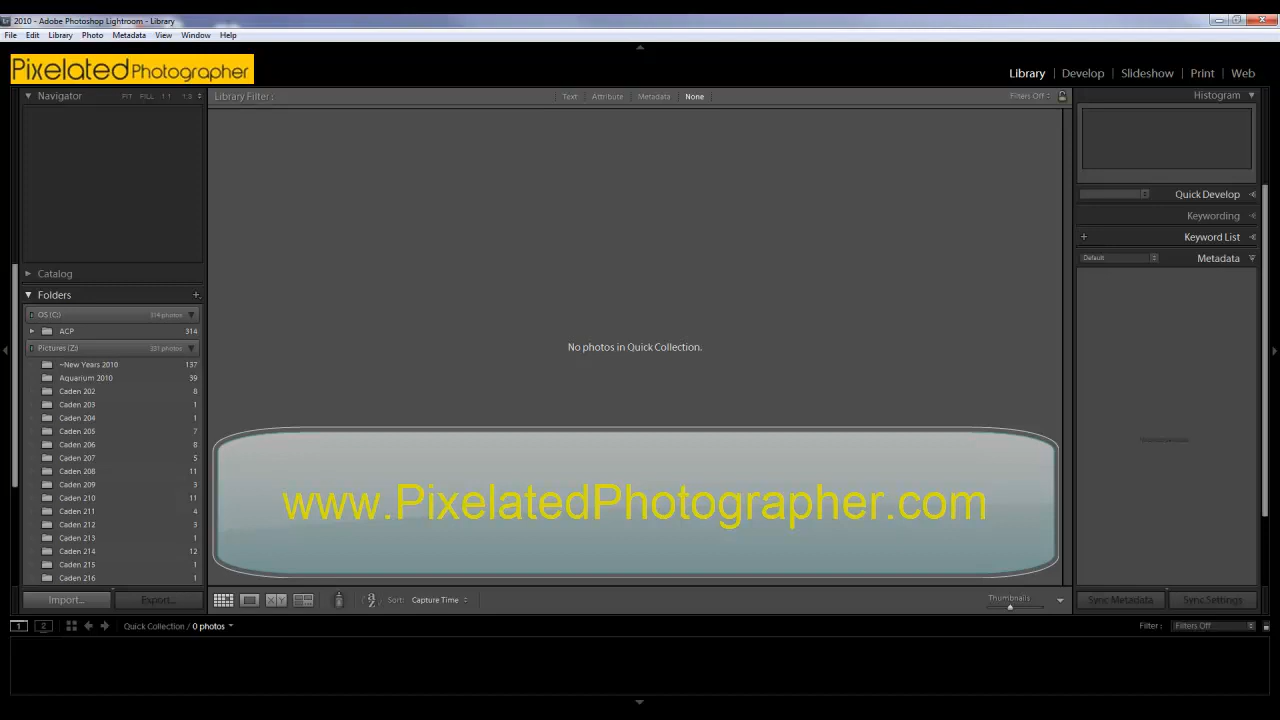 2010 - Adobe Photoshop Lightroom - Library
File Edit Library Photo Metadata View Window Help
PixelatedPhotographer
Library | Develop | Slideshow | Print | Web
Navigator FIT FILL 1:1 1:3
Library Filter : Text Attribute Metadata None Filters Off
Histogram
Quick Develop
Keywording
Keyword List
Default Metadata
Catalog
Folders
OS (C:) 314 photos
ACP 314
Pictures (Z:) 331 photos
~New Years 2010 137
Aquarium 2010 39
Caden 202 8
Caden 203 1
Caden 204 1
Caden 205 7
Caden 206 8
Caden 207 5
Caden 208 11
Caden 209 3
Caden 210 11
Caden 211 4
Caden 212 3
Caden 213 1
Caden 214 12
Caden 215 1
Caden 216 1
No photos in Quick Collection.
www.PixelatedPhotographer.com
Import... Export...
Sort: Capture Time Thumbnails
Sync Metadata Sync Settings
1 2 Quick Collection / 0 photos Filter : Filters Off